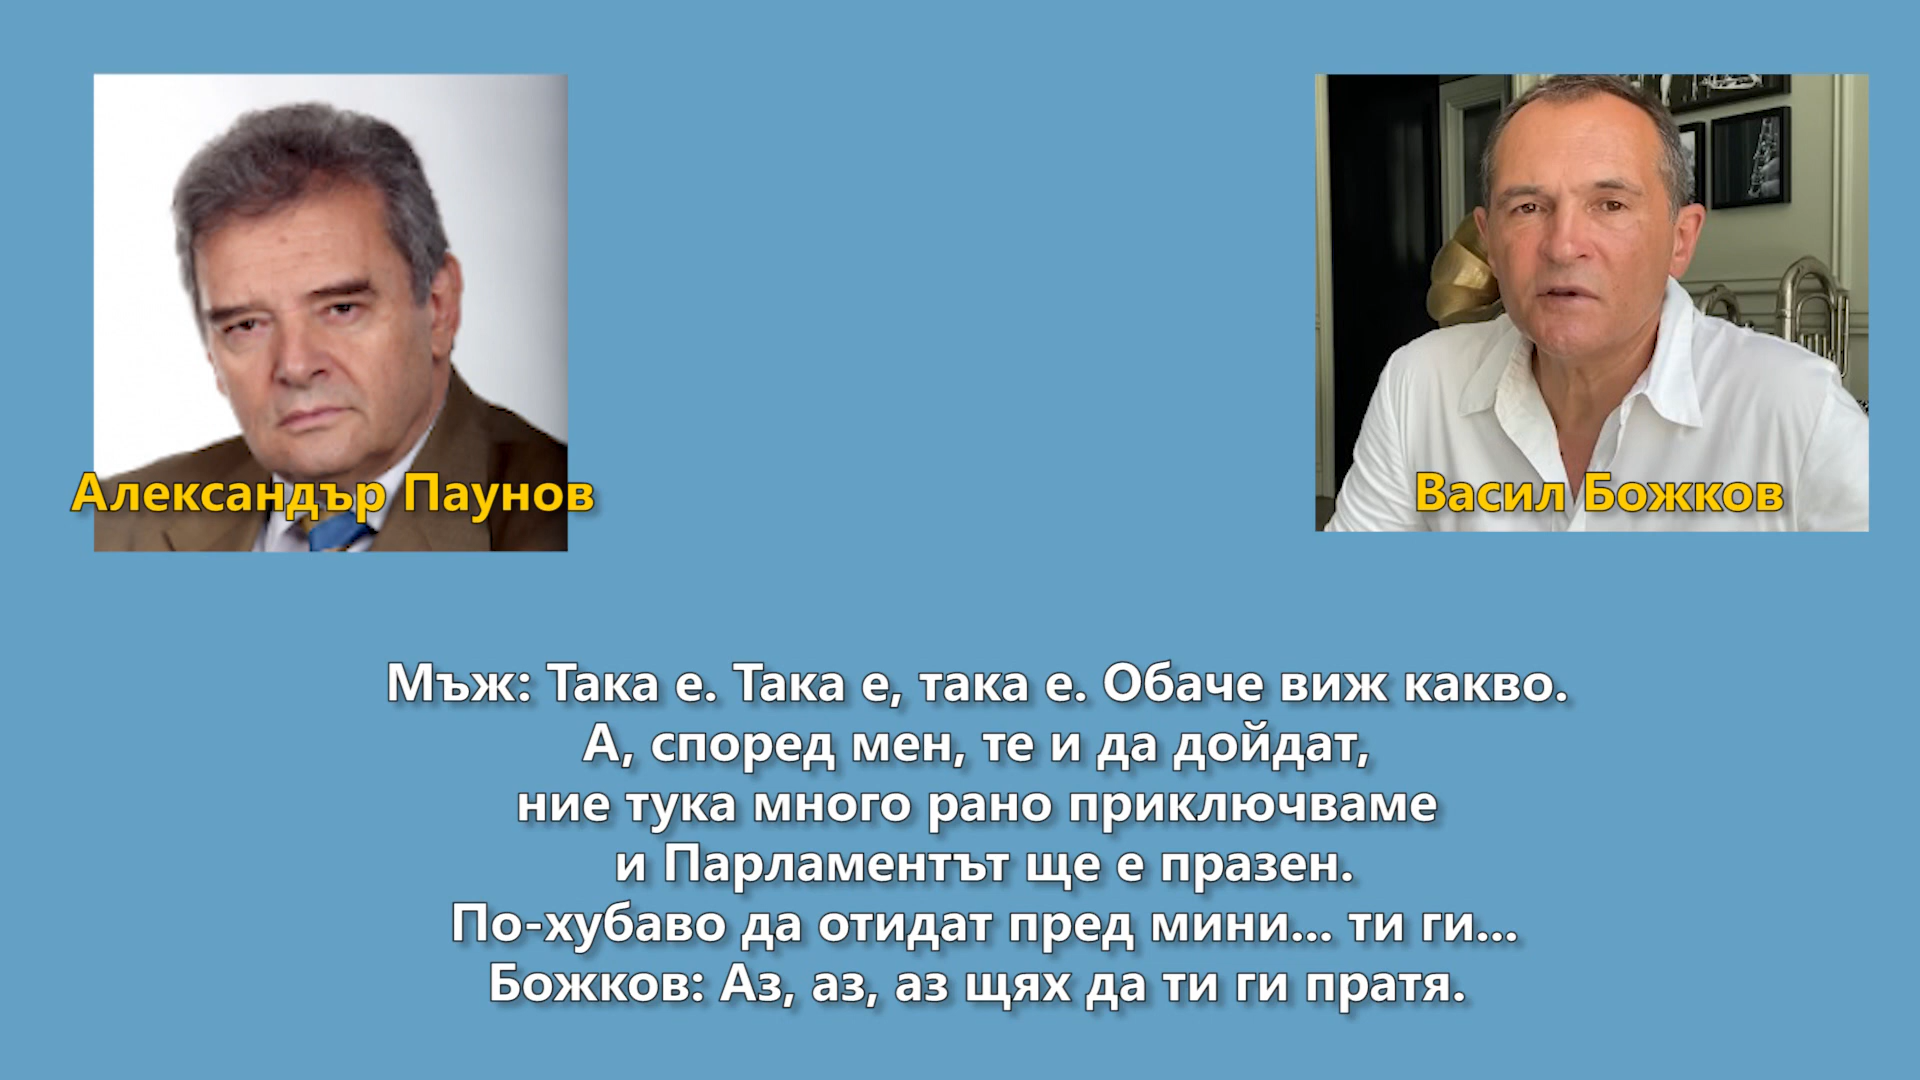 Александър Паунов
Васил Божков
Мъж: Така е. Така е, така е. Обаче виж какво.
А, според мен, те и да дойдат,
ние тука много рано приключваме
и Парламентът ще е празен.
По-хубаво да отидат пред мини... ти ги...
Божков: Аз, аз, аз щях да ти ги пратя.